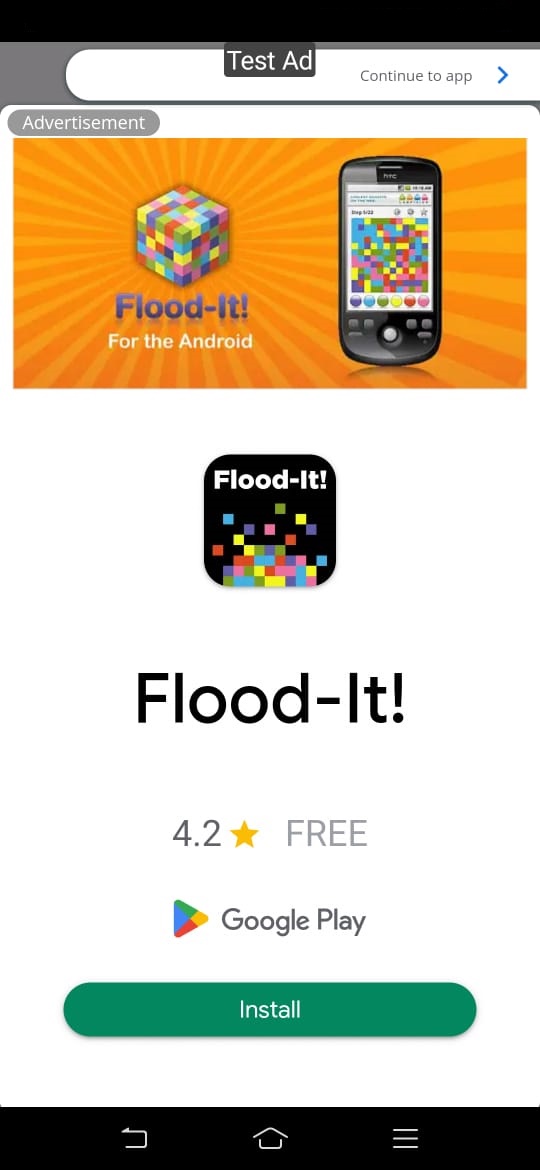 Test Ad
Continue to app
Advertisement
Flood-It!
For the Android
hTC
Step 5/22
Flood-It!
Flood-It!
4.2 FREE
Google Play
Install